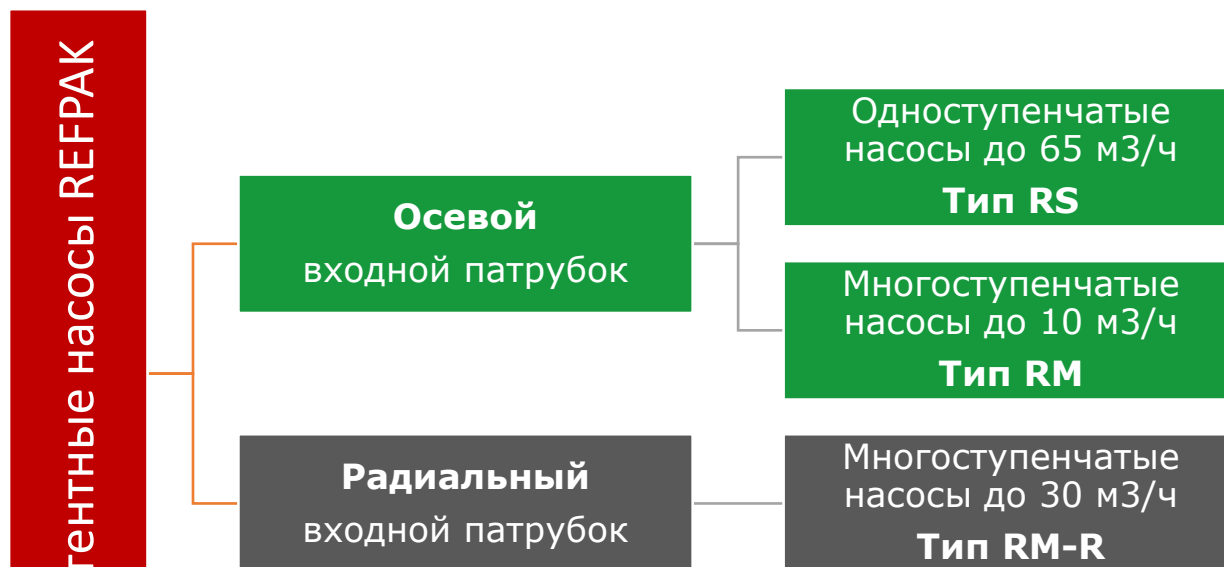 насосы REFPAK
Осевой
входной патрубок
Одноступенчатые
насосы до 65 м3/ч
Тип RS
Многоступенчатые
насосы до 10 м3/ч
Тип RM
Радиальный
входной патрубок
Многоступенчатые
насосы до 30 м3/ч
Тип RM-R